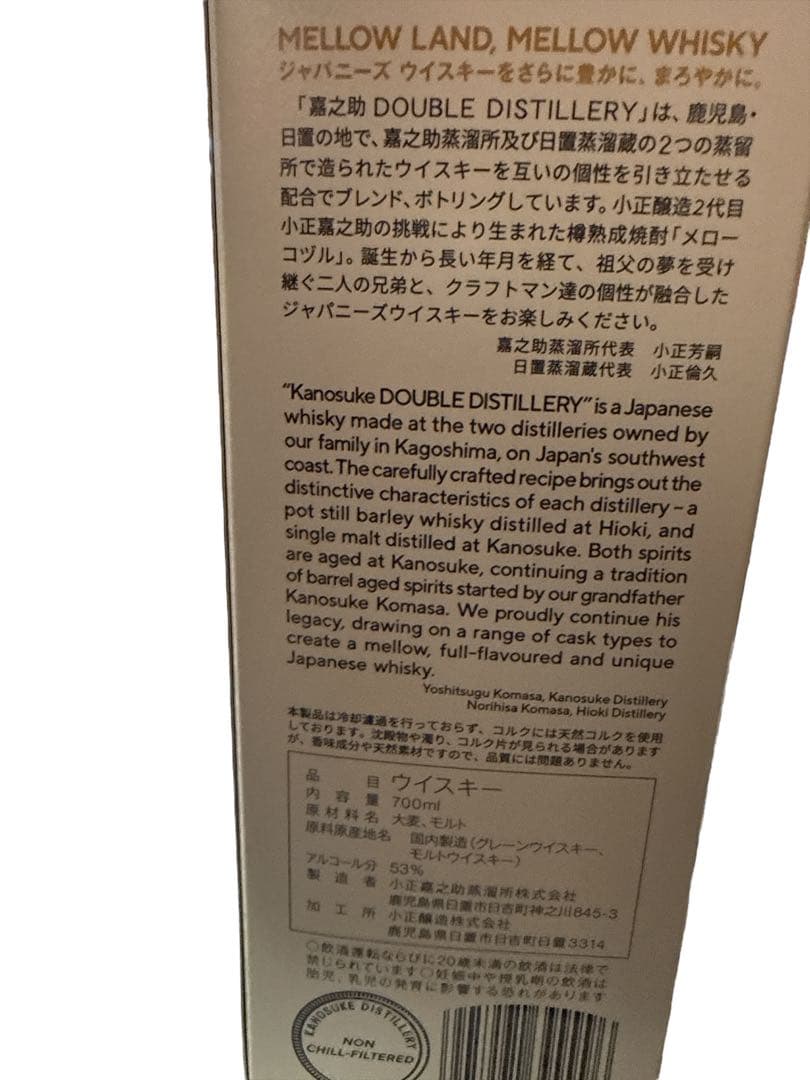 MELLOW LAND, MELLOW WHISKY
ジャパニーズ ウイスキーをさらに豊かに、まろやかに。
「嘉之助 DOUBLE DISTILLERY」は、鹿児島・
日置の地で、嘉之助蒸溜所及び日置蒸溜蔵の2つの蒸留
所で造られたウイスキーを互いの個性を引き立たせる
配合でブレンド、ボトリングしています。小正醸造2代目
小正嘉之助の挑戦により生まれた樽熟成焼酎「メロー
コヅル」。誕生から長い年月を経て、祖父の夢を受け
継ぐ二人の兄弟と、クラフトマン達の個性が融合した
ジャパニーズウイスキーをお楽しみください。
嘉之助蒸溜所代表 小正芳嗣
日置蒸溜蔵代表 小正倫久
"Kanosuke DOUBLE DISTILLERY" is a Japanese
whisky made at the two distilleries owned by
our family in Kagoshima, on Japan's southwest
coast. The carefully crafted recipe brings out the
distinctive characteristics of each distillery – a
pot still barley whisky distilled at Hioki, and
single malt distilled at Kanosuke. Both spirits
are aged at Kanosuke, continuing a tradition
of barrel aged spirits started by our grandfather
Kanosuke Komasa. We proudly continue his
legacy, drawing on a range of cask types to
create a mellow, full-flavoured and unique
Japanese whisky.
Yoshitsugu Komasa, Kanosuke Distillery
Norihisa Komasa, Hioki Distillery
本製品は冷却濾過を行っておらず、コルクには天然コルクを使用
しております。沈殿物や濁り、コルク片が見られる場合があります
が、香味成分や天然素材ですので、品質には問題ありません。
品目 ウイスキー
内容量 700ml
原材料名 大麦、モルト
原料原産地名 国内製造(グレーンウイスキー、
モルトウイスキー)
アルコール分 53%
製造者 小正嘉之助蒸溜所株式会社
鹿児島県日置市日吉町神之川845-3
加工所 小正醸造株式会社
鹿児島県日置市日吉町日置3314
○飲酒運転ならびに20歳未満の飲酒は法律で
禁じられています○妊娠中や授乳期の飲酒は
胎児、乳児の発育に影響する恐れがあります
KANOSUKE DISTILLERY
NON
CHILL-FILTERED